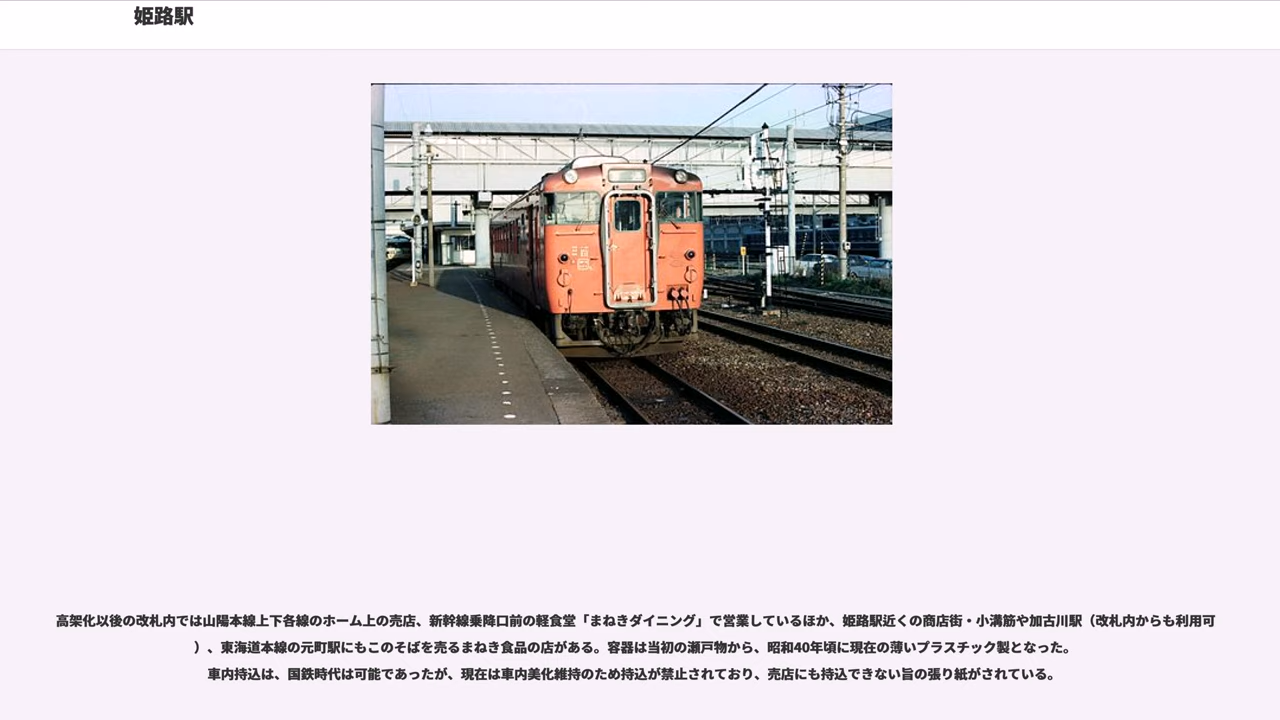 姫路駅
高架化以後の改札内では山陽本線上下各線のホーム上の売店、新幹線乗降口前の軽食堂「まねきダイニング」で営業しているほか、姫路駅近くの商店街・小溝筋や加古川駅（改札内からも利用可
）、東海道本線の元町駅にもこのそばを売るまねき食品の店がある。容器は当初の瀬戸物から、昭和40年頃に現在の薄いプラスチック製となった。
車内持込は、国鉄時代は可能であったが、現在は車内美化維持のため持込が禁止されており、売店にも持込できない旨の張り紙がされている。